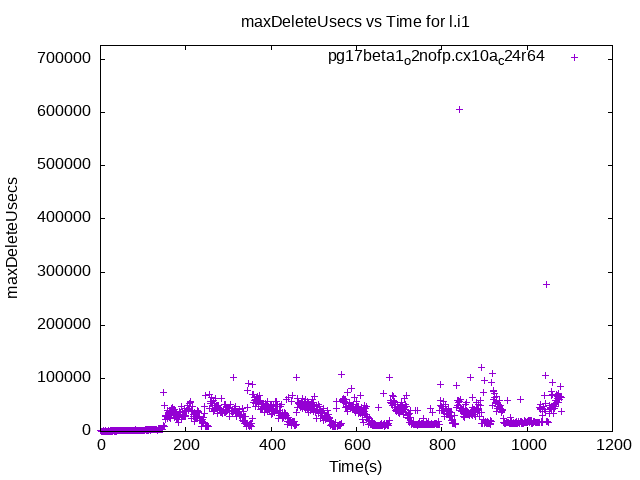 maxDeleteUsecs vs Time for l.i1
pg17beta1o2nofp.cx10ac24r64
700000
600000
500000
400000
300000
200000
100000
0
maxDeleteUsecs
0 200 400 600 800 1000 1200
Time(s)